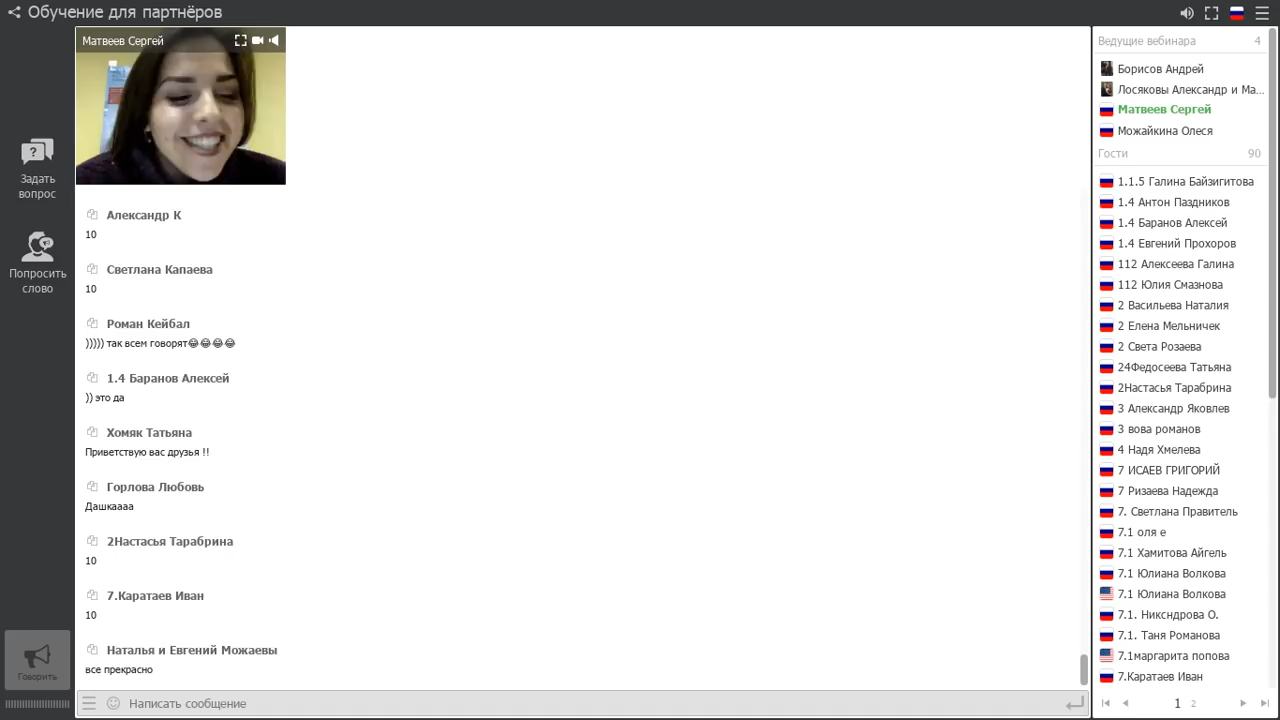 Обучение для партнёров
Матвеев Сергей
Задать
вопрос
Попросить
слово
Говорить
Александр К
10
Светлана Капаева
10
Роман Кейбал
))))) так всем говорят😂😂😂😂
1.4 Баранов Алексей
)) это да
Хомяк Татьяна
Приветствую вас друзья !!
Горлова Любовь
Дашкаааа
2Настасья Тарабрина
10
7.Каратаев Иван
10
Наталья и Евгений Можаевы
все прекрасно
Написать сообщение
Ведущие вебинара 4
Борисов Андрей
Лосяковы Александр и Ма...
Матвеев Сергей
Можайкина Олеся
Гости 90
1.1.5 Галина Байзигитова
1.4 Антон Паздников
1.4 Баранов Алексей
1.4 Евгений Прохоров
112 Алексеева Галина
112 Юлия Смазнова
2 Васильева Наталия
2 Елена Мельничек
2 Света Розаева
24Федосеева Татьяна
2Настасья Тарабрина
3 Александр Яковлев
3 вова романов
4 Надя Хмелева
7 ИСАЕВ ГРИГОРИЙ
7 Ризаева Надежда
7. Светлана Правитель
7.1 оля е
7.1 Хамитова Айгель
7.1 Юлиана Волкова
7.1 Юлиана Волкова
7.1. Никсндрова О.
7.1. Таня Романова
7.1маргарита попова
7.Каратаев Иван
1 2